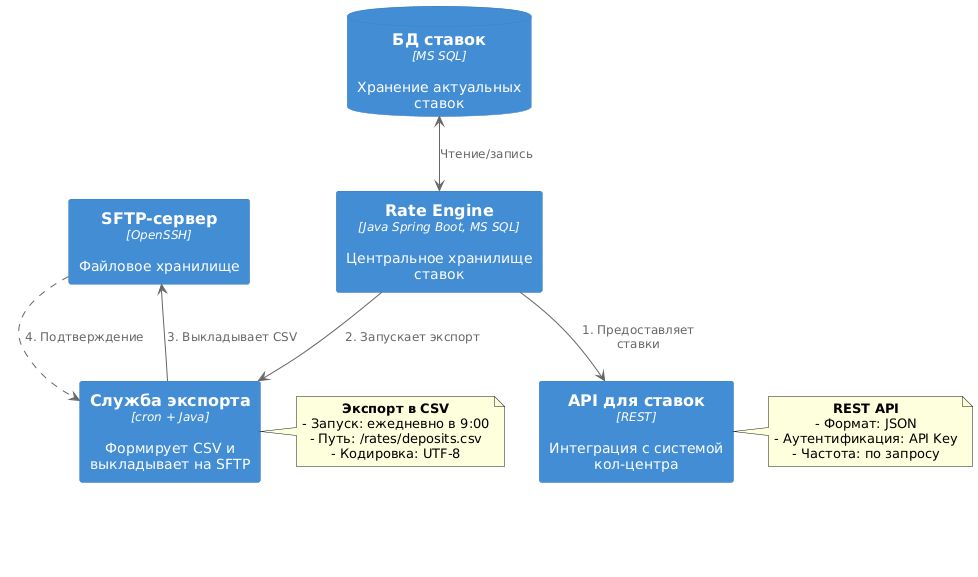 БД ставок
[MS SQL]
Хранение актуальных
ставок
Чтение/запись
Rate Engine
[Java Spring Boot, MS SQL]
Центральное хранилище
ставок
SFTP-сервер
[OpenSSH]
Файловое хранилище
4. Подтверждение
3. Выкладывает CSV
2. Запускает экспорт
1. Предоставляет
ставки
Служба экспорта
[cron + Java]
Формирует CSV и
выкладывает на SFTP
Экспорт в CSV
- Запуск: ежедневно в 9:00
- Путь: /rates/deposits.csv
- Кодировка: UTF-8
API для ставок
[REST]
Интеграция с системой
кол-центра
REST API
- Формат: JSON
- Аутентификация: API Key
- Частота: по запросу